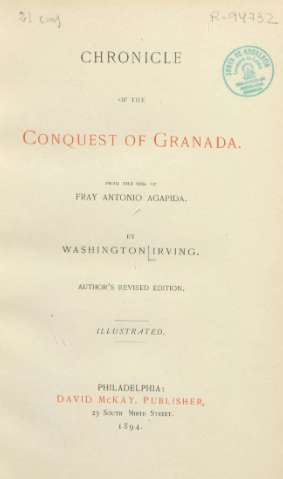 R-94732
CHRONICLE
OF THE
CONQUEST OF GRANADA.
FROM THE MSS. OF
FRAY ANTONIO AGAPIDA.
BY
WASHINGTON IRVING.
AUTHOR'S REVISED EDITION.
ILLUSTRATED.
PHILADELPHIA:
DAVID MCKAY, PUBLISHER,
23 SOUTH NINTH STREET.
1894.